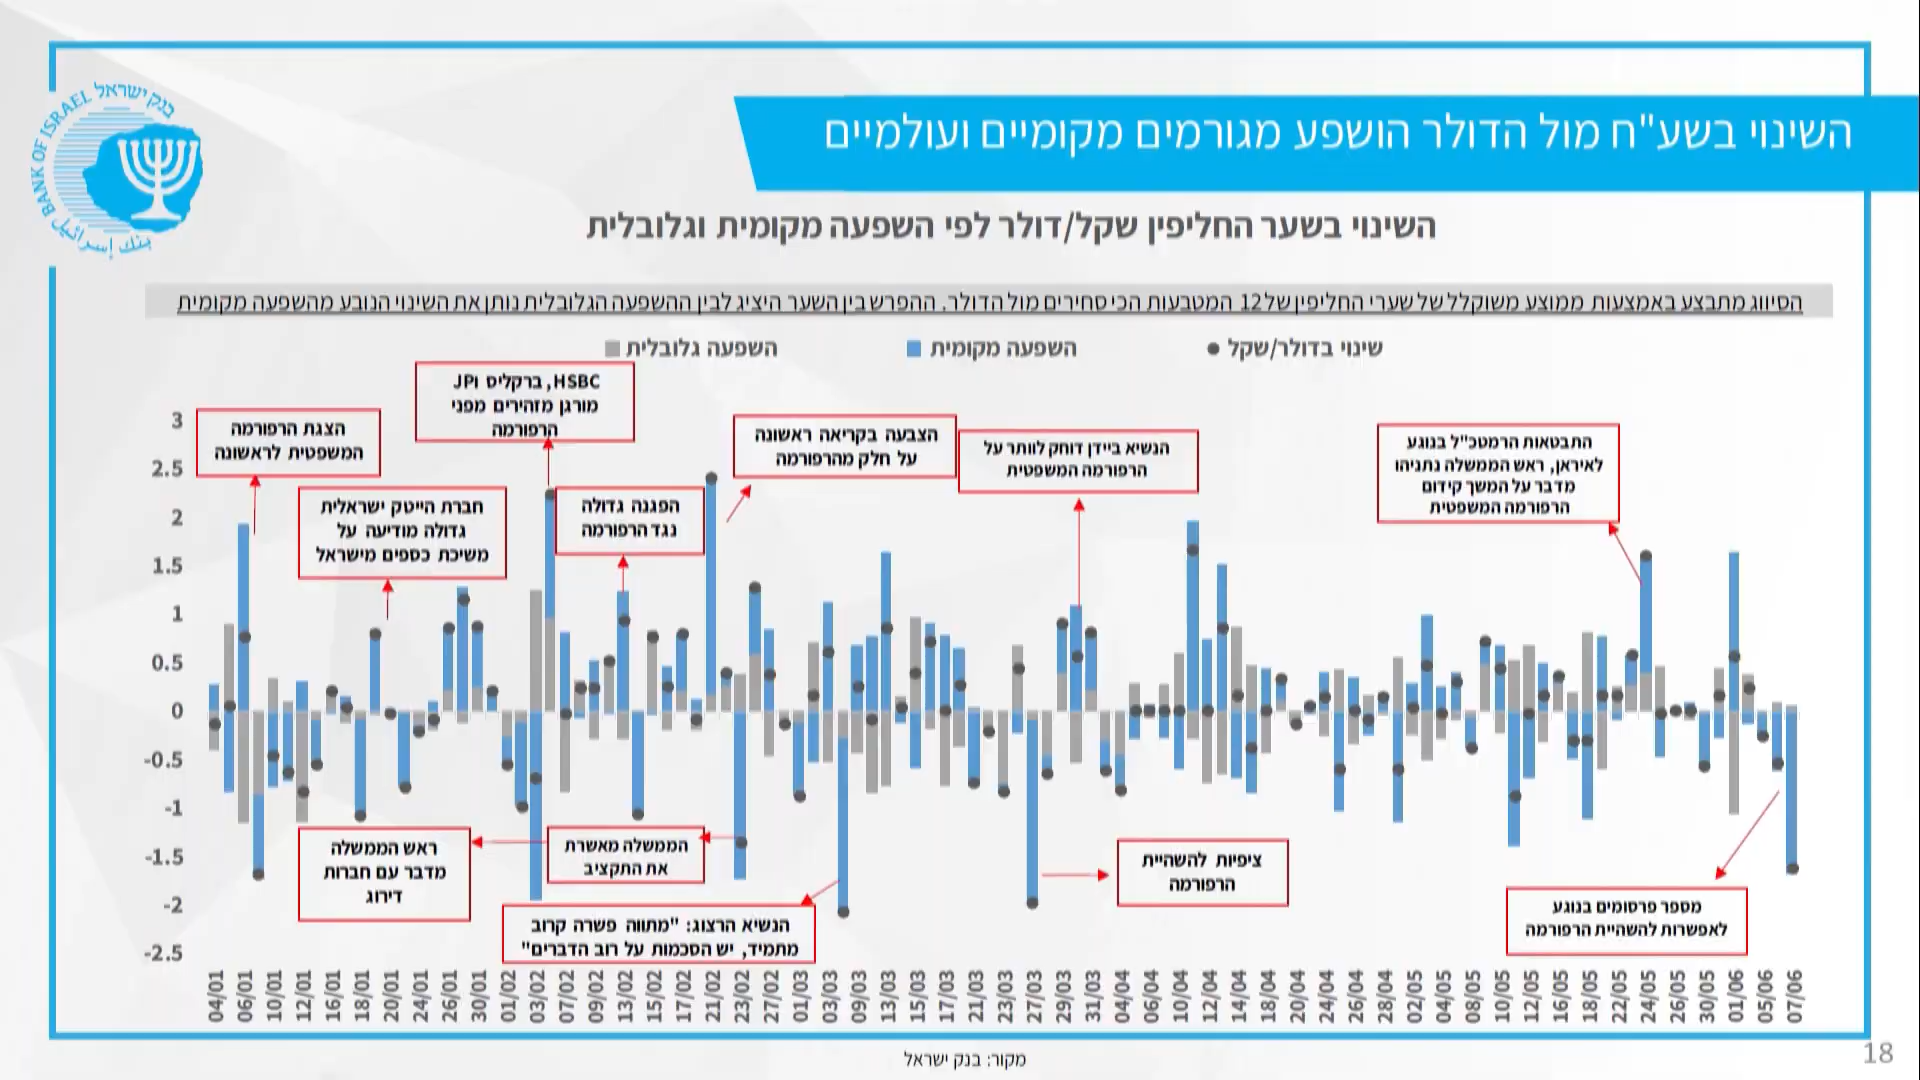 בנק ישראל
BANK OF ISRAEL
بنك إسرائيل
השינוי בשע"ח מול הדולר הושפע מגורמים מקומיים ועולמיים
השינוי בשער החליפין שקל/דולר לפי השפעה מקומית וגלובלית
הסיווג מתבצע באמצעות ממוצע משוקלל של שערי החליפין של 12 המטבעות הכי סחירים מול הדולר. ההפרש בין השער היציג לבין ההשפעה הגלובלית נותן את השינוי הנובע מהשפעה מקומית
שינוי בדולר/שקל
השפעה מקומית
השפעה גלובלית
3
2.5
2
1.5
1
0.5
0
-0.5
-1
-1.5
-2
-2.5
הצגת הרפורמה
המשפטית לראשונה
חברת הייטק ישראלית
גדולה מודיעה על
משיכת כספים מישראל
HSBC, ברקליס וJP
מורגן מזהירים מפני
הרפורמה
הפגנה גדולה
נגד הרפורמה
הצבעה בקריאה ראשונה
על חלק מהרפורמה
הנשיא ביידן דוחק לוותר על
הרפורמה המשפטית
התבטאות הרמטכ"ל בנוגע
לאיראן, ראש הממשלה נתניהו
מדבר על המשך קידום
הרפורמה המשפטית
ראש הממשלה
מדבר עם חברות
דירוג
הממשלה מאשרת
את התקציב
הנשיא הרצוג: "מתווה פשרה קרוב
מתמיד, יש הסכמות על רוב הדברים"
ציפיות להשהיית
הרפורמה
מספר פרסומים בנוגע
לאפשרות להשהיית הרפורמה
04/01 06/01 10/01 12/01 16/01 18/01 20/01 24/01 26/01 30/01 01/02 03/02 07/02 09/02 13/02 15/02 17/02 21/02 23/02 27/02 01/03 03/03 09/03 13/03 15/03 17/03 21/03 23/03 27/03 29/03 31/03 04/04 06/04 10/04 12/04 14/04 18/04 20/04 24/04 26/04 28/04 02/05 04/05 08/05 10/05 12/05 16/05 18/05 22/05 24/05 26/05 30/05 01/06 05/06 07/06
מקור: בנק ישראל
18